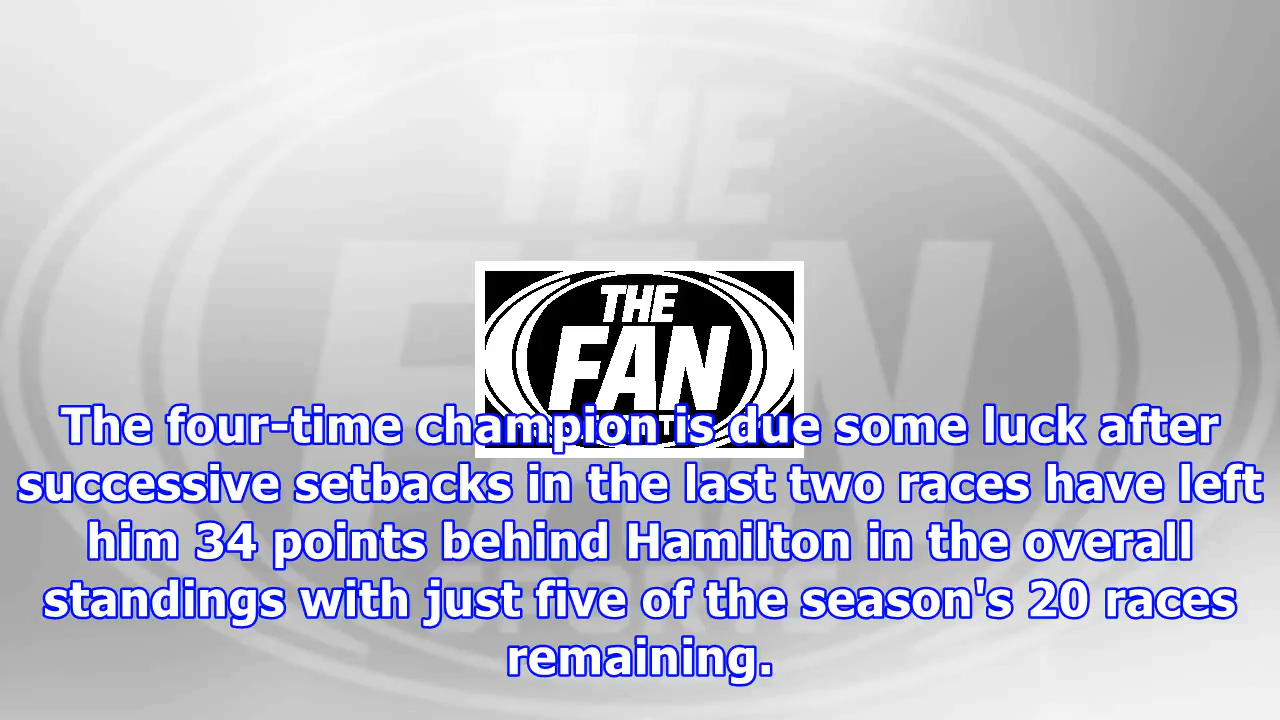 THE
FAN
THE
FAN
The four-time champion is due some luck after
successive setbacks in the last two races have left
him 34 points behind Hamilton in the overall
standings with just five of the season's 20 races
remaining.